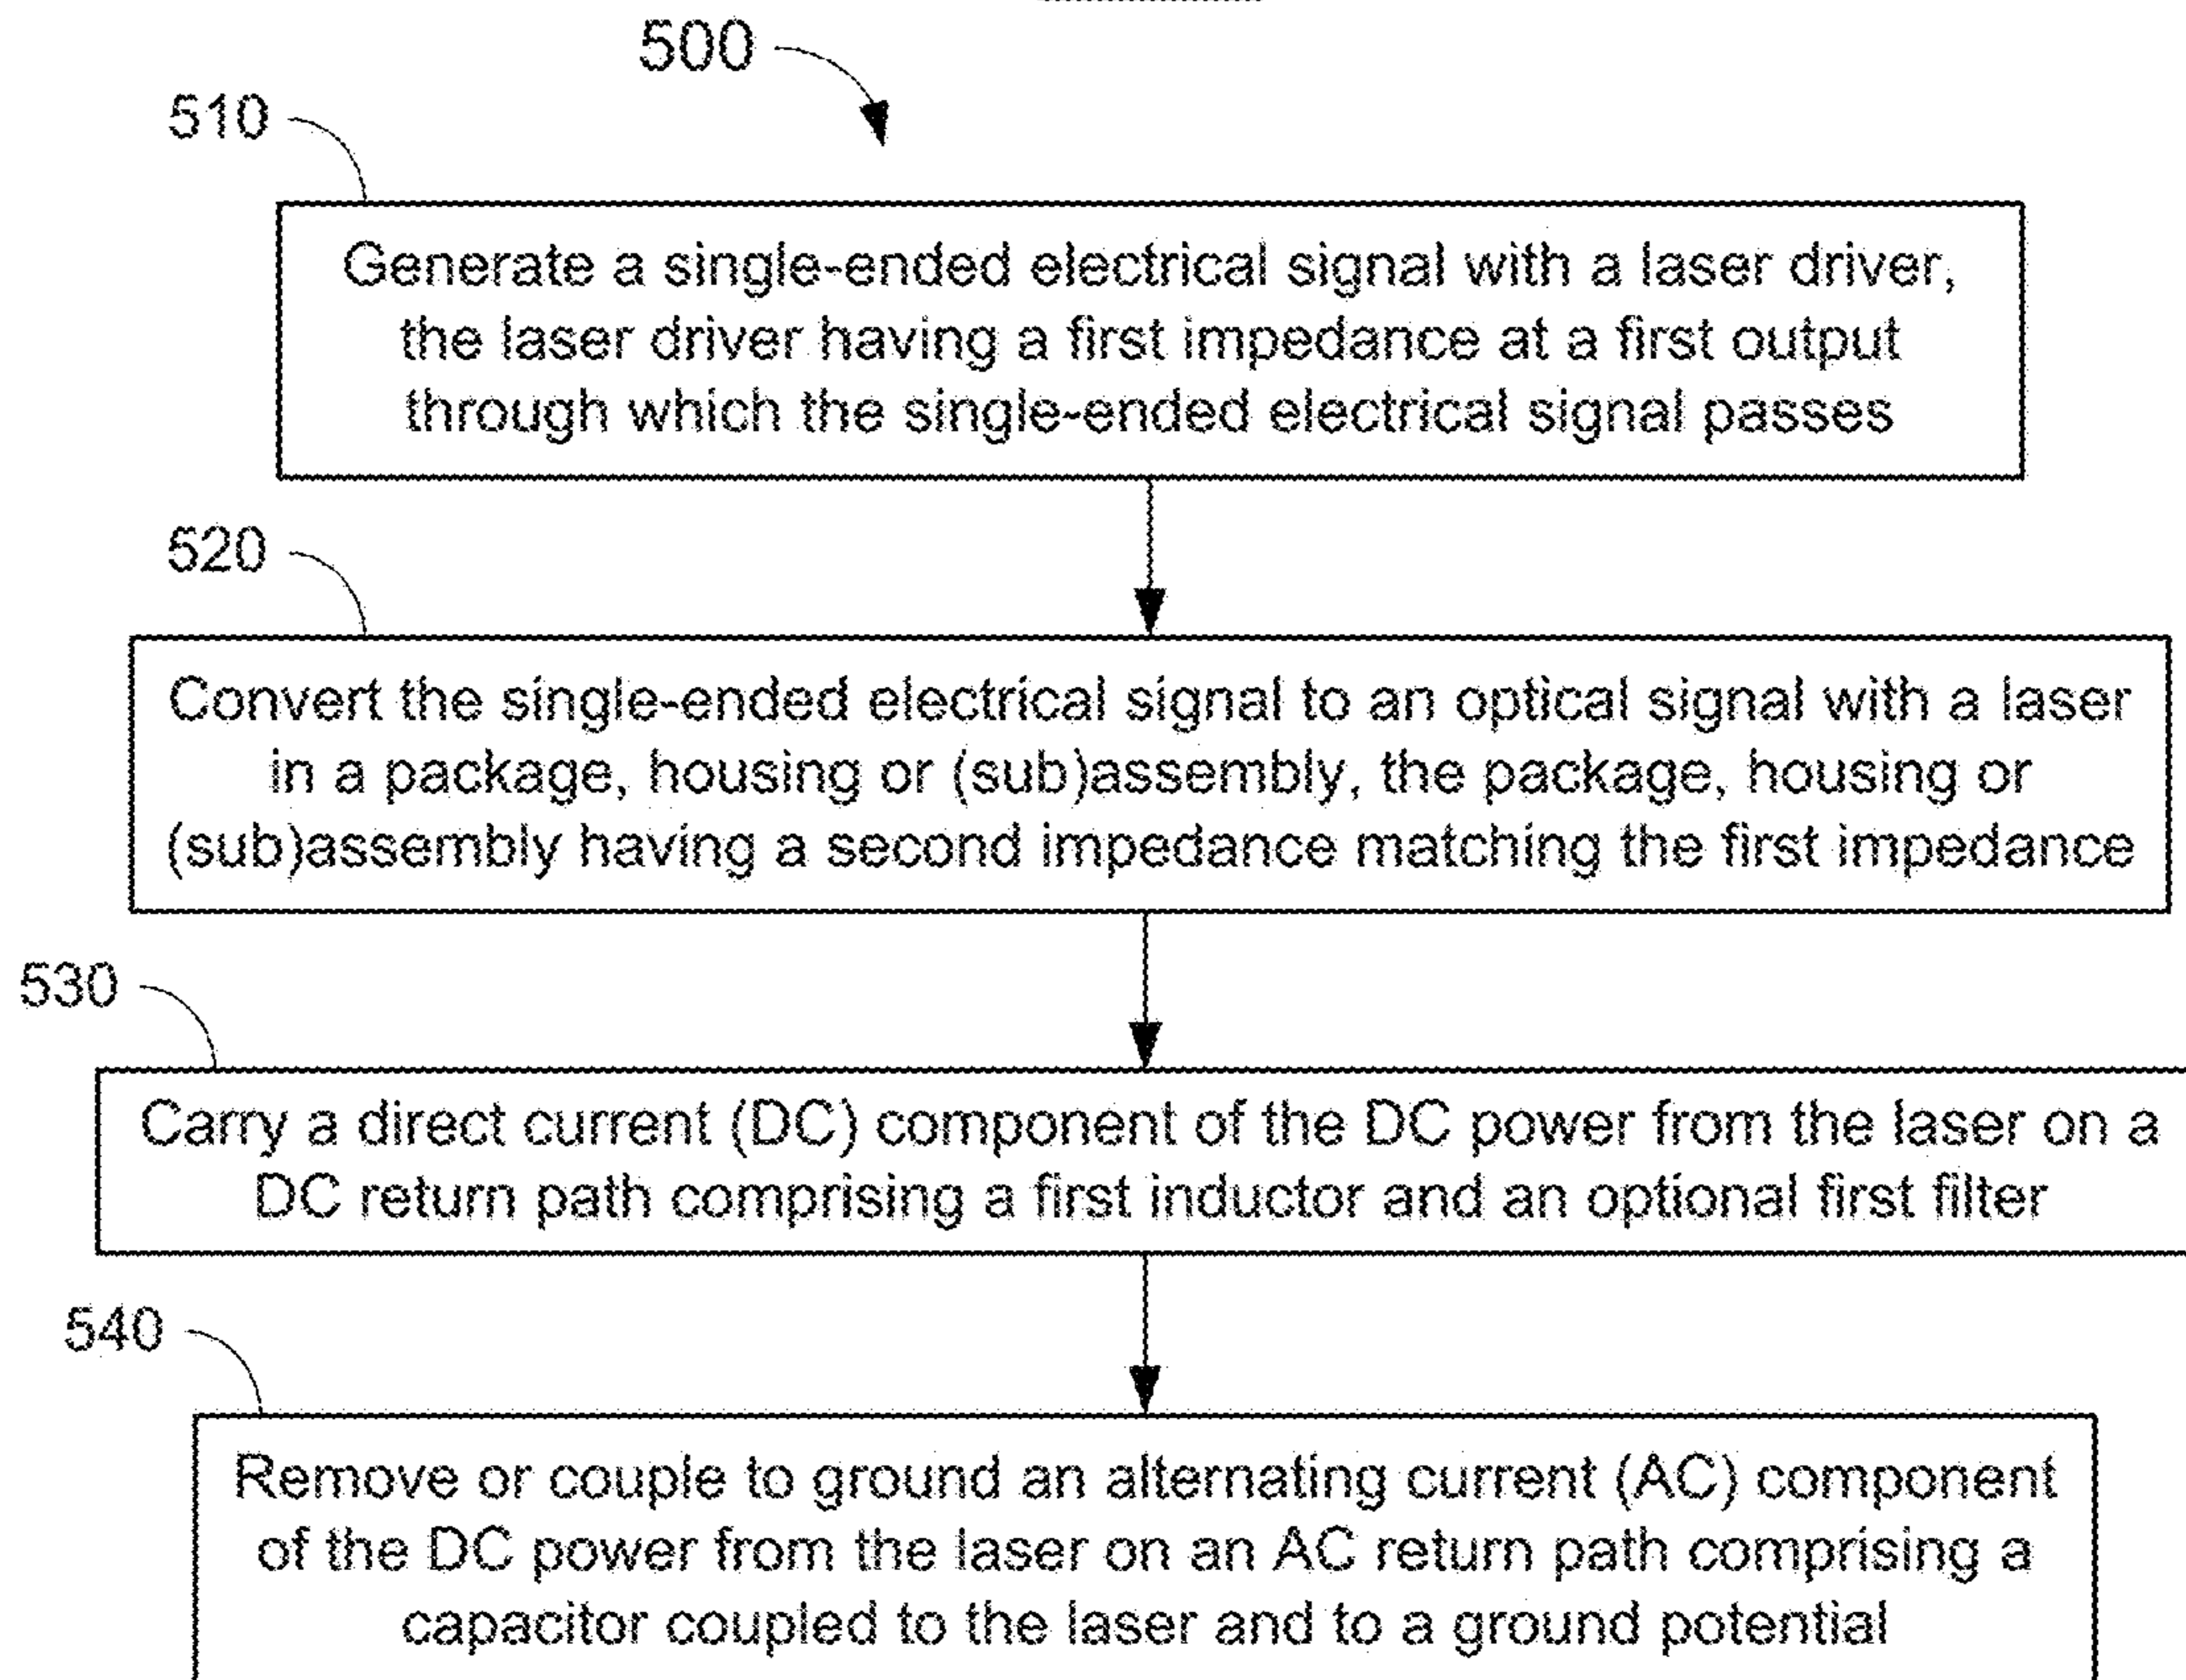 500
510
Generate a single-ended electrical signal with a laser driver,
the laser driver having a first impedance at a first output
through which the single-ended electrical signal passes
520
Convert the single-ended electrical signal to an optical signal with a laser
in a package, housing or (sub)assembly, the package, housing or
(sub)assembly having a second impedance matching the first impedance
530
Carry a direct current (DC) component of the DC power from the laser on a
DC return path comprising a first inductor and an optional first filter
540
Remove or couple to ground an alternating current (AC) component
of the DC power from the laser on an AC return path comprising a
capacitor coupled to the laser and to a ground potential